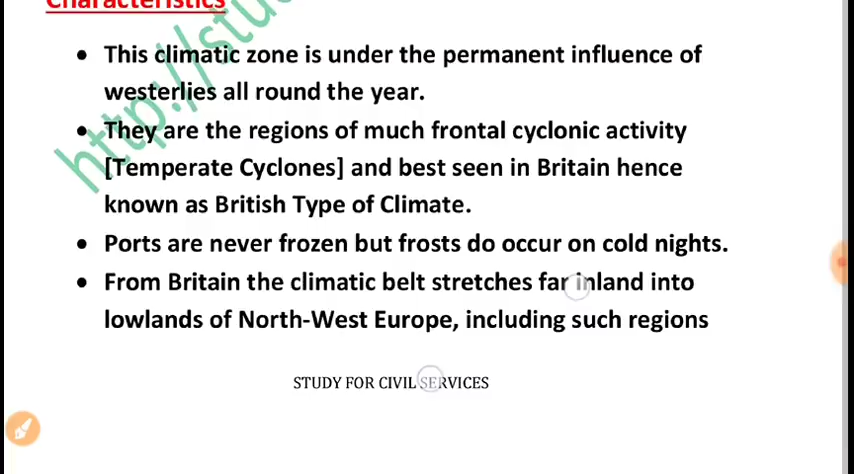 Characteristics
• This climatic zone is under the permanent influence of
westerlies all round the year.
• They are the regions of much frontal cyclonic activity
[Temperate Cyclones] and best seen in Britain hence
known as British Type of Climate.
• Ports are never frozen but frosts do occur on cold nights.
• From Britain the climatic belt stretches far inland into
lowlands of North-West Europe, including such regions
STUDY FOR CIVIL SERVICES
http://stud